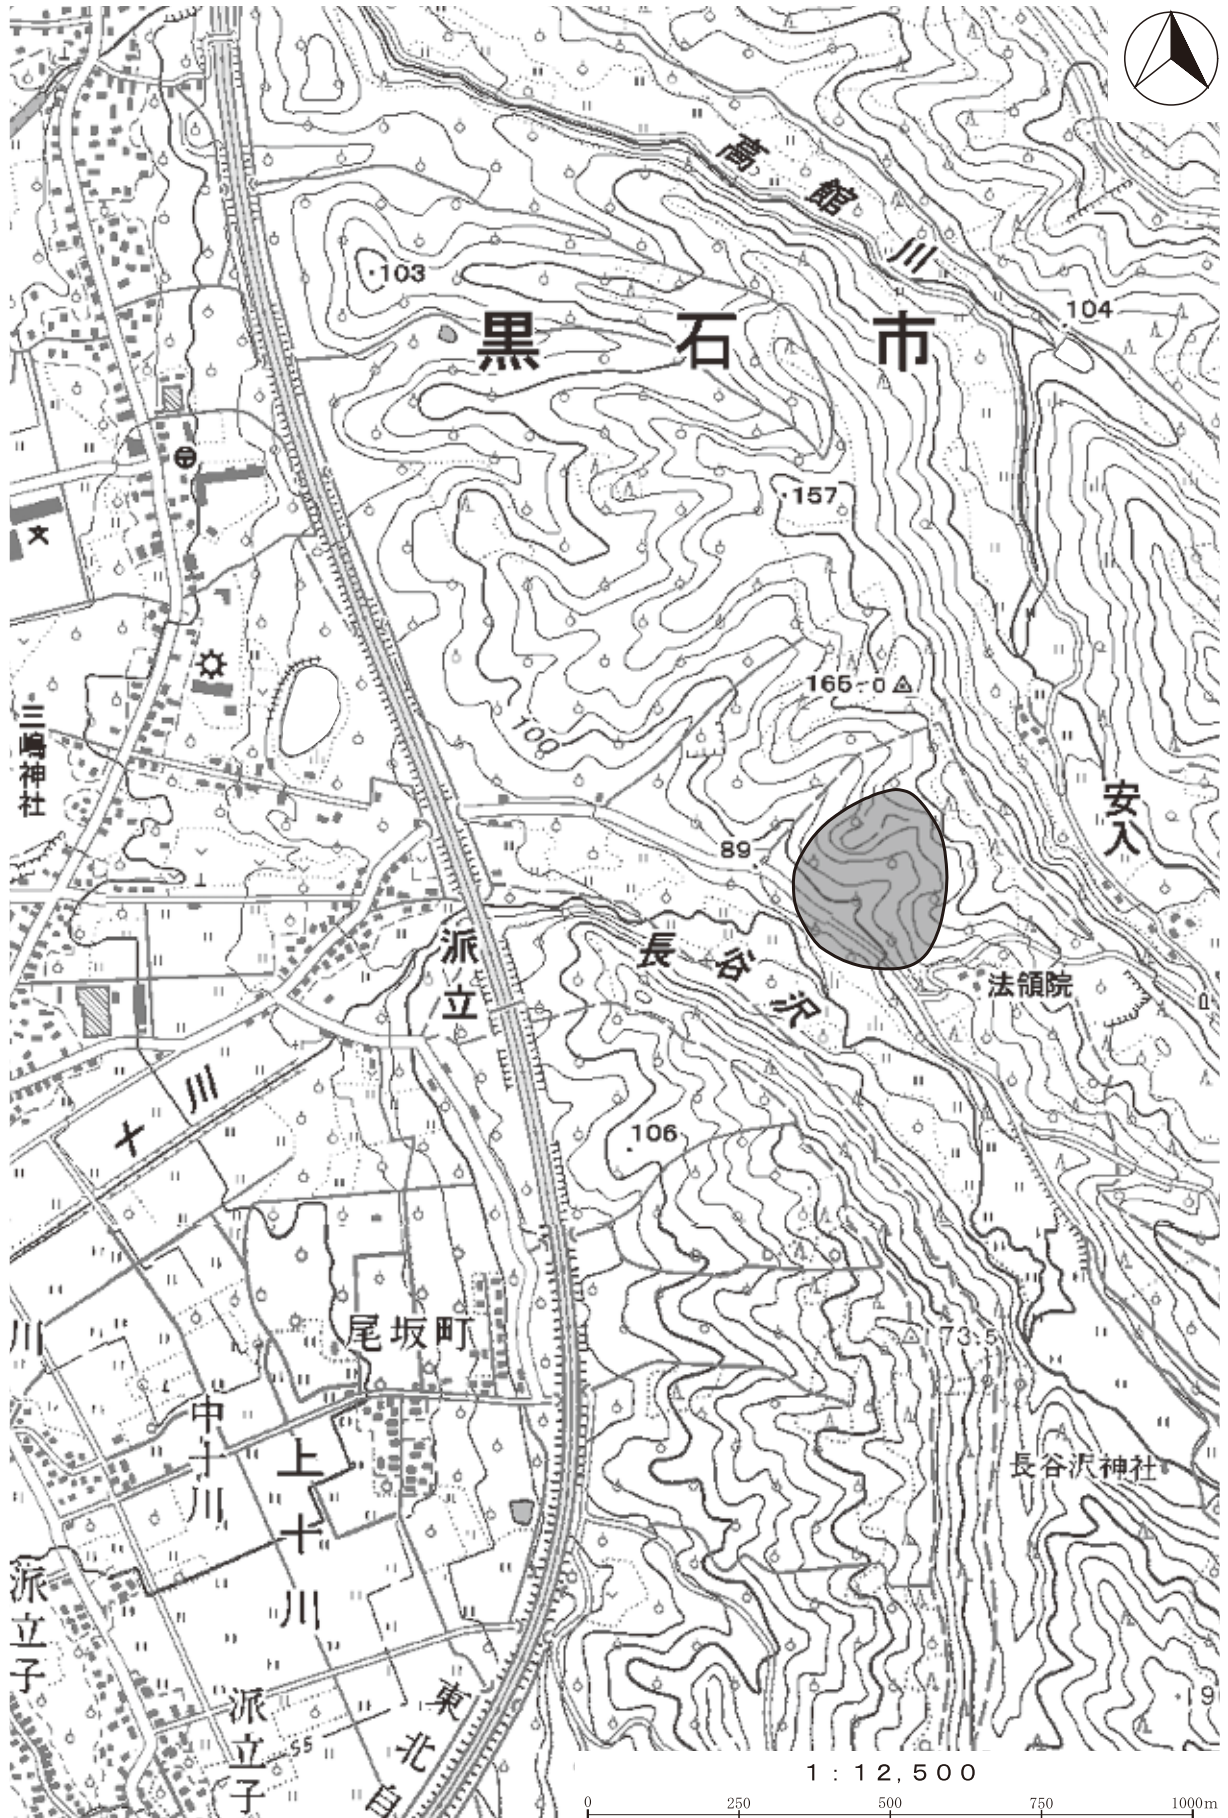 高館川
103
104
黒石市
157
165.0
100
三嶋神社
安入
89
派立
長谷沢
法領院
十川
106
尾坂町
173.5
川
中十川
上十川
長谷沢神社
派立子
派立子
55
東北自
19
1:12,500
0 250 500 750 1000m